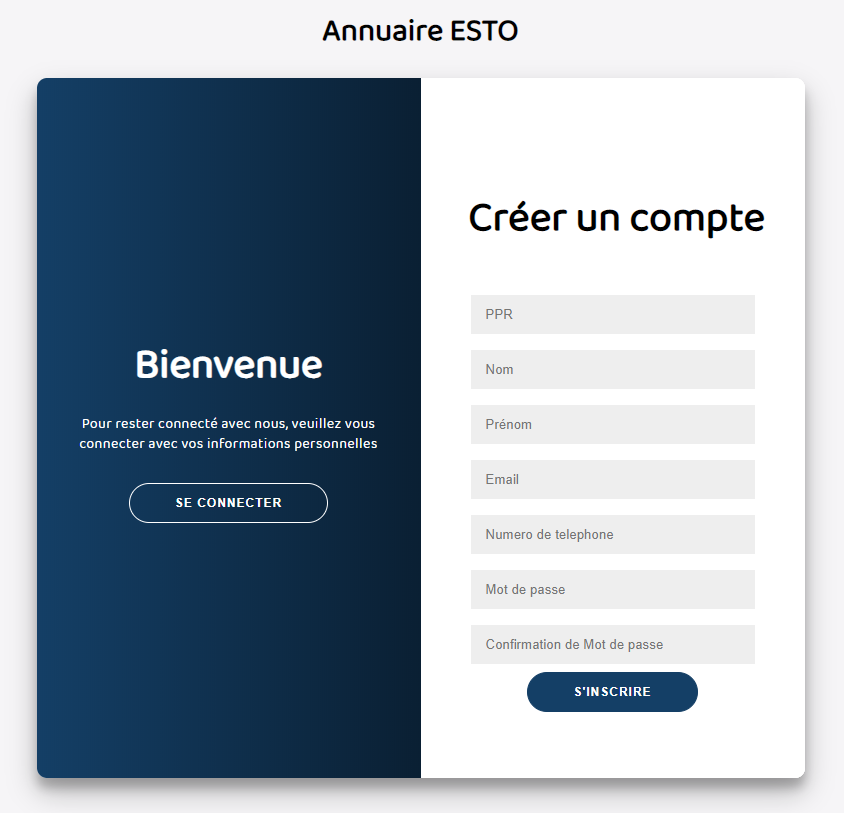 Annuaire ESTO
Bienvenue
Pour rester connecté avec nous, veuillez vous
connecter avec vos informations personnelles
SE CONNECTER
Créer un compte
PPR
Nom
Prénom
Email
Numero de telephone
Mot de passe
Confirmation de Mot de passe
S'INSCRIRE